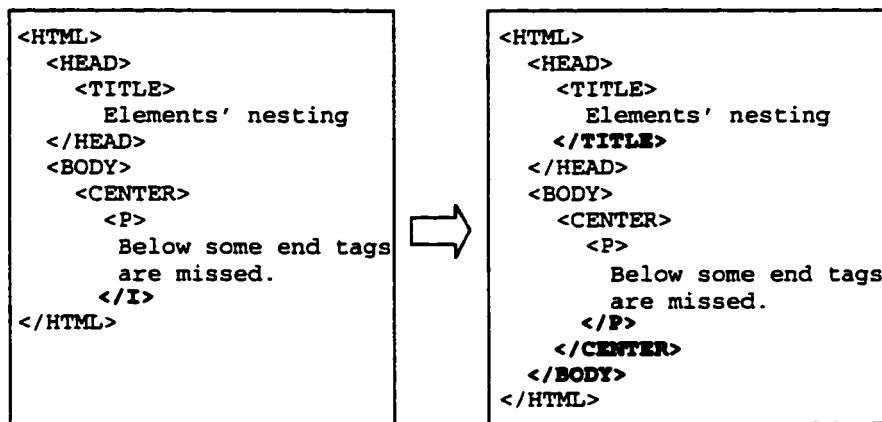 <HTML>
<HEAD>
<TITLE>
Elements' nesting
</HEAD>
<BODY>
<CENTER>
<P>
Below some end tags
are missed.
</I>
</HTML>
<HTML>
<HEAD>
<TITLE>
Elements' nesting
</TITLE>
</HEAD>
<BODY>
<CENTER>
<P>
Below some end tags
are missed.
</P>
</CENTER>
</BODY>
</HTML>